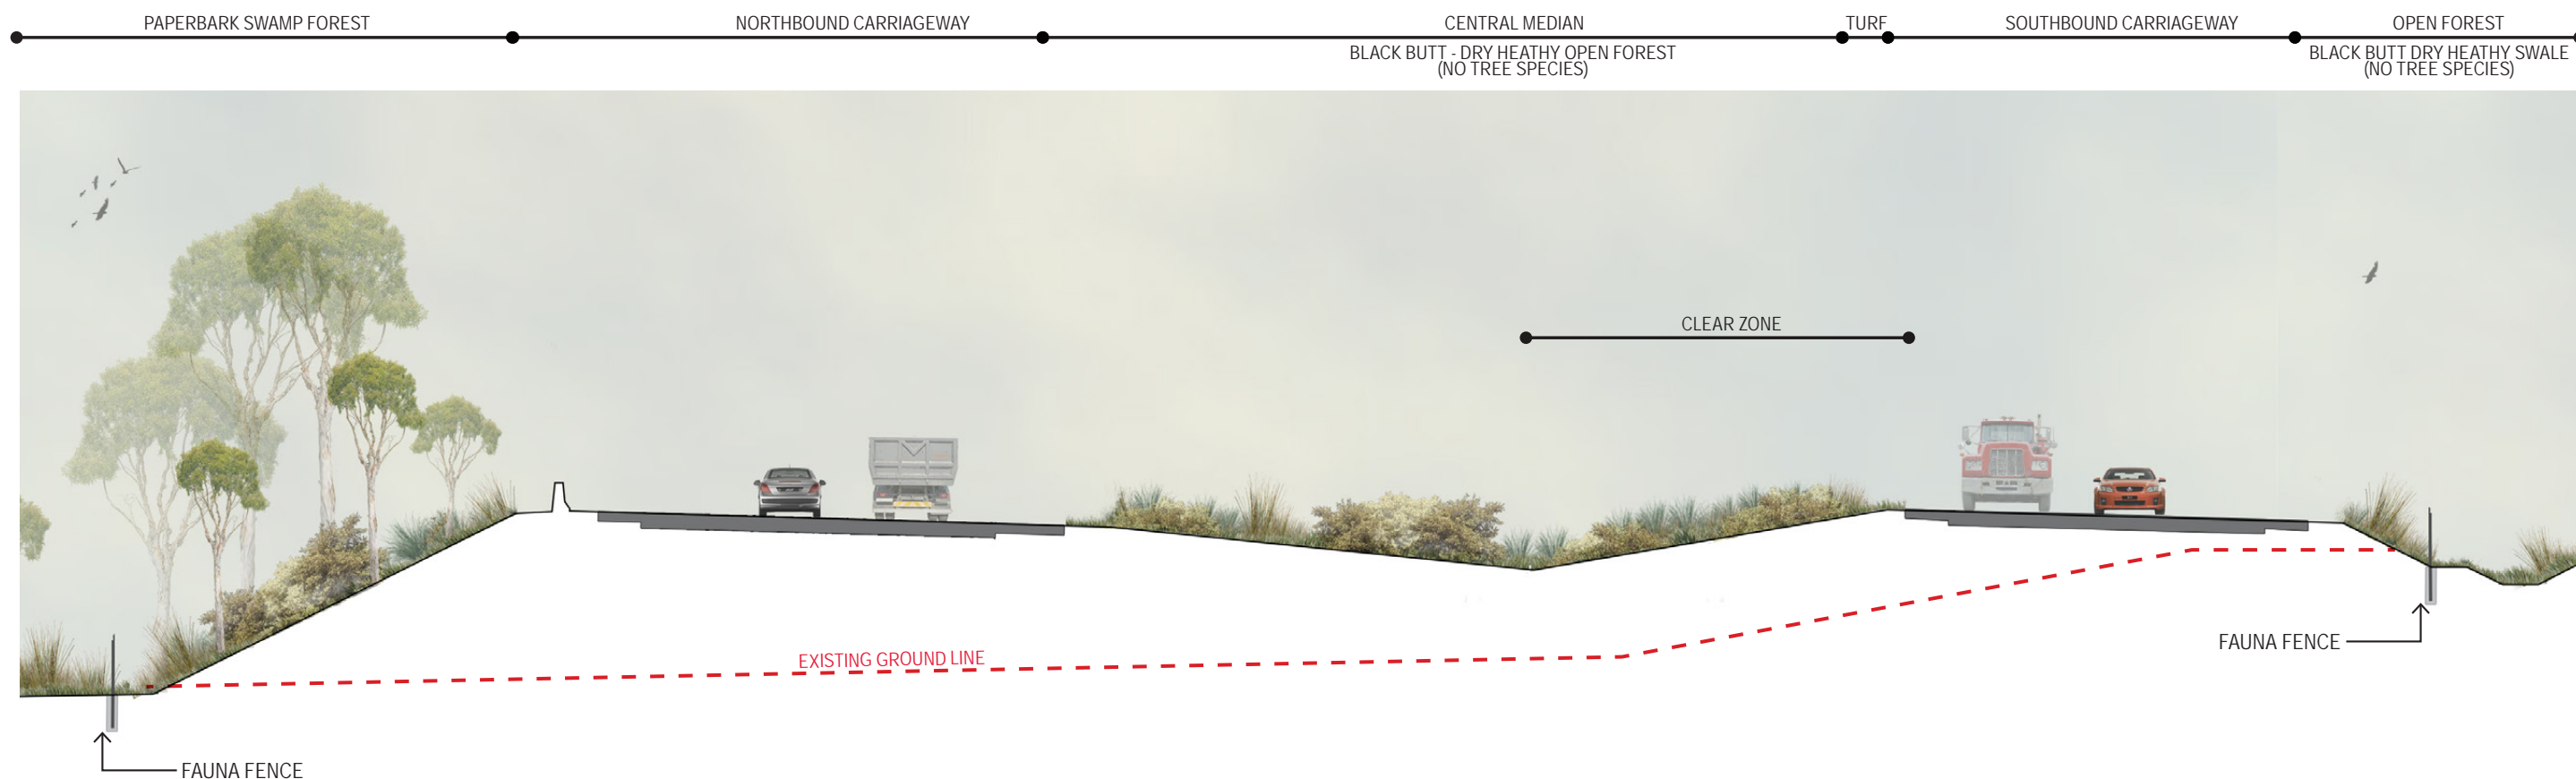 PAPERBARK SWAMP FOREST
NORTHBOUND CARRIAGEWAY
CENTRAL MEDIAN
BLACK BUTT - DRY HEATHY OPEN FOREST
(NO TREE SPECIES)
TURF
SOUTHBOUND CARRIAGEWAY
OPEN FOREST
BLACK BUTT DRY HEATHY SWALE
(NO TREE SPECIES)
CLEAR ZONE
EXISTING GROUND LINE
FAUNA FENCE
FAUNA FENCE